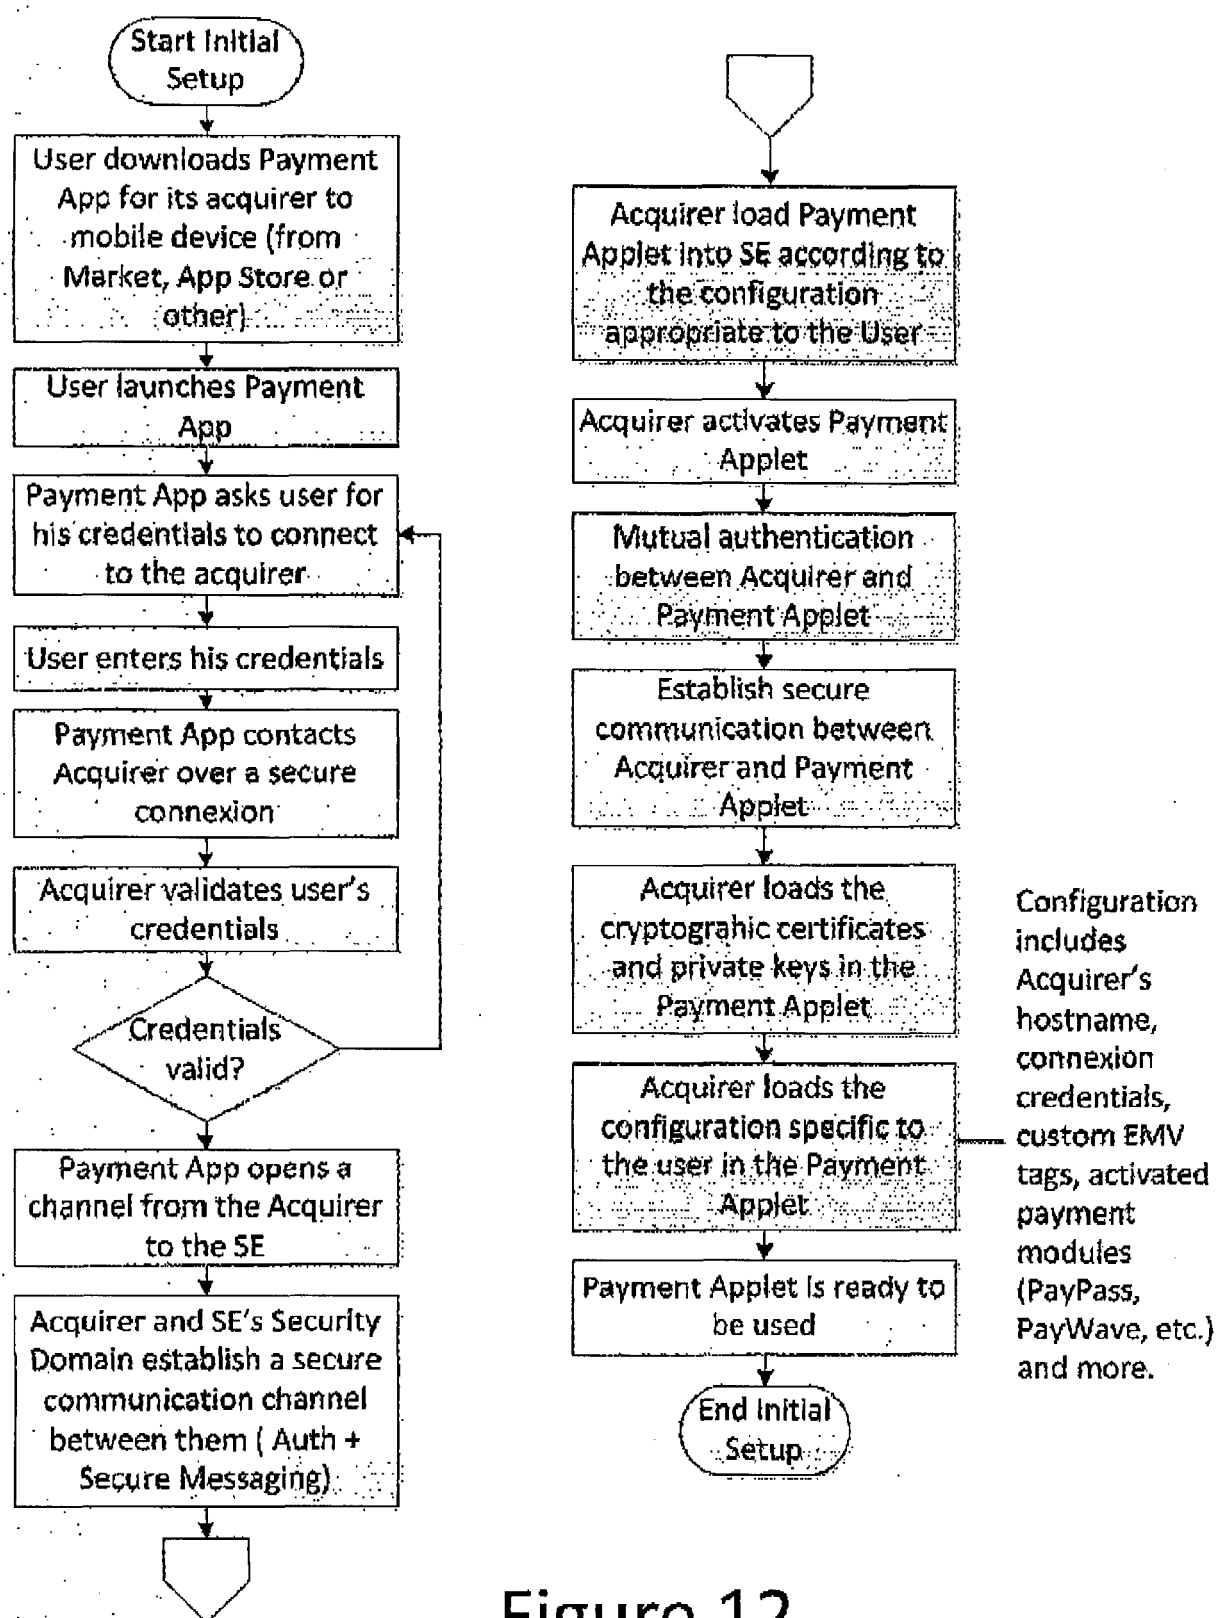 Start Initial
Setup
User downloads Payment
App for its acquirer to
mobile device (from
Market, App Store or
other)
User launches Payment
App
Payment App asks user for
his credentials to connect
to the acquirer
User enters his credentials
Payment App contacts
Acquirer over a secure
connexion
Acquirer validates user's
credentials
Credentials
valid?
Payment App opens a
channel from the Acquirer
to the SE
Acquirer and SE's Security
Domain establish a secure
communication channel
between them ( Auth +
Secure Messaging)
Acquirer load Payment
Applet into SE according to
the configuration
appropriate to the User
Acquirer activates Payment
Applet
Mutual authentication
between Acquirer and
Payment Applet
Establish secure
communication between
Acquirer and Payment
Applet
Acquirer loads the
cryptograhic certificates
and private keys in the
Payment Applet
Acquirer loads the
configuration specific to
the user in the Payment
Applet
Payment Applet is ready to
be used
End Initial
Setup
Configuration
includes
Acquirer's
hostname,
connexion
credentials,
custom EMV
tags, activated
payment
modules
(PayPass,
PayWave, etc.)
and more.
Figure 12